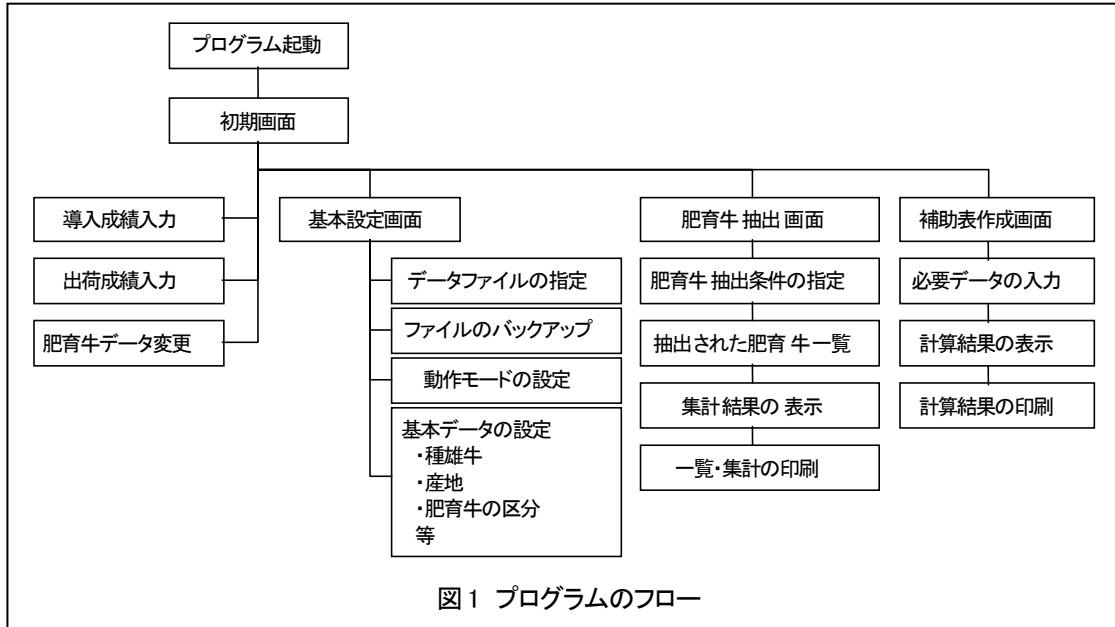 プログラム起動
初期画面
導入成績入力
出荷成績入力
肥育牛データ変更
基本設定画面
データファイルの指定
ファイルのバックアップ
動作モードの設定
基本データの設定
・種雄牛
・産地
・肥育牛の区分
等
肥育牛抽出画面
肥育牛抽出条件の指定
抽出された肥育牛一覧
集計結果の表示
一覧・集計の印刷
補助表作成画面
必要データの入力
計算結果の表示
計算結果の印刷
図1 プログラムのフロー